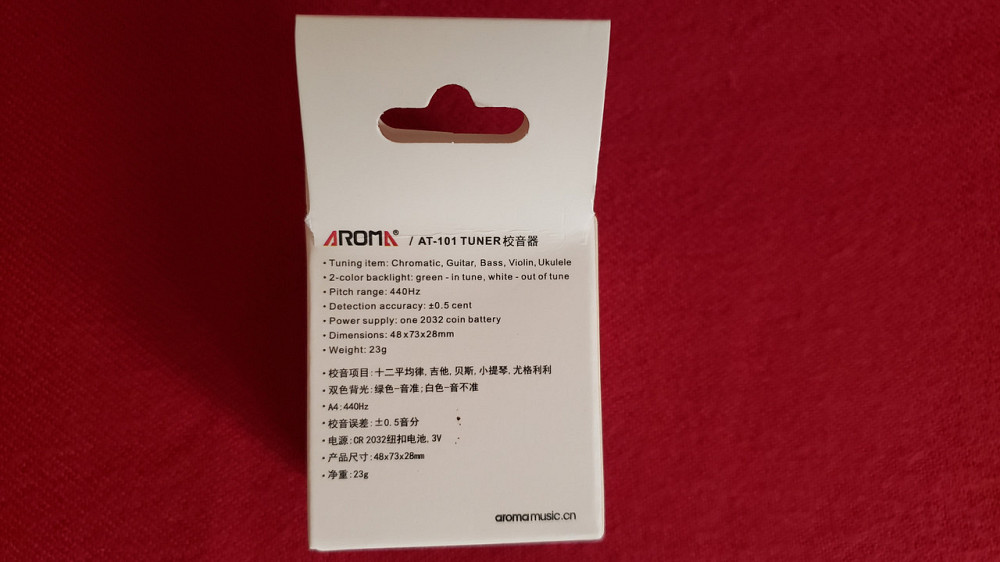 AROMA® / AT-101 TUNER校音器
• Tuning item: Chromatic, Guitar, Bass, Violin, Ukulele
• 2-color backlight: green - in tune, white - out of tune
• Pitch range: 440Hz
• Detection accuracy: ±0.5 cent
• Power supply: one 2032 coin battery
• Dimensions: 48x73x28mm
• Weight: 23g
• 校音项目:十二平均律,吉他,贝斯,小提琴,尤格利利
• 双色背光:绿色-音准;白色-音不准
• A4:440Hz
• 校音误差:±0.5音分
• 电源:CR 2032纽扣电池,3V
• 产品尺寸:48x73x28mm
• 净重:23g
aromamusic.cn